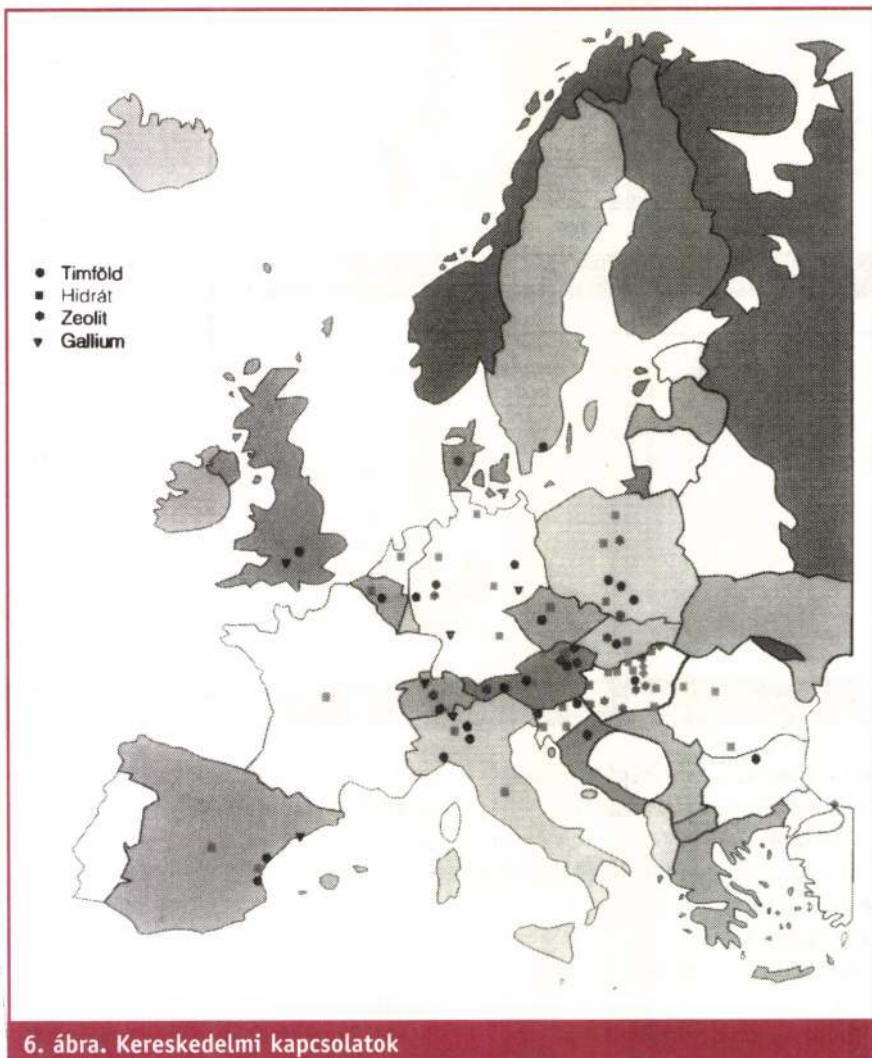 Timföld
Hidrát
Zeolit
Gallium
6. ábra. Kereskedelmi kapcsolatok